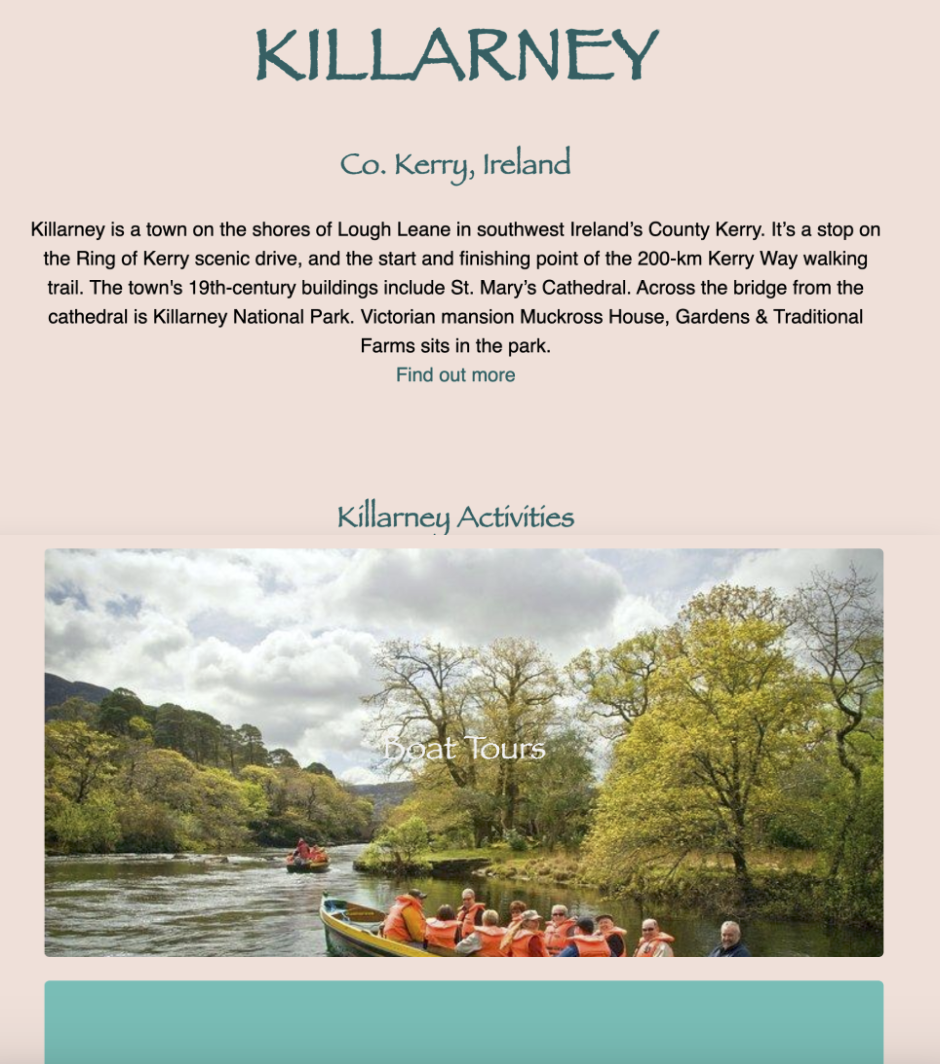 KILLARNEY
Co. Kerry, Ireland
Killarney is a town on the shores of Lough Leane in southwest Ireland’s County Kerry. It’s a stop on
the Ring of Kerry scenic drive, and the start and finishing point of the 200-km Kerry Way walking
trail. The town's 19th-century buildings include St. Mary’s Cathedral. Across the bridge from the
cathedral is Killarney National Park. Victorian mansion Muckross House, Gardens & Traditional
Farms sits in the park.
Find out more
Killarney Activities
Boat Tours